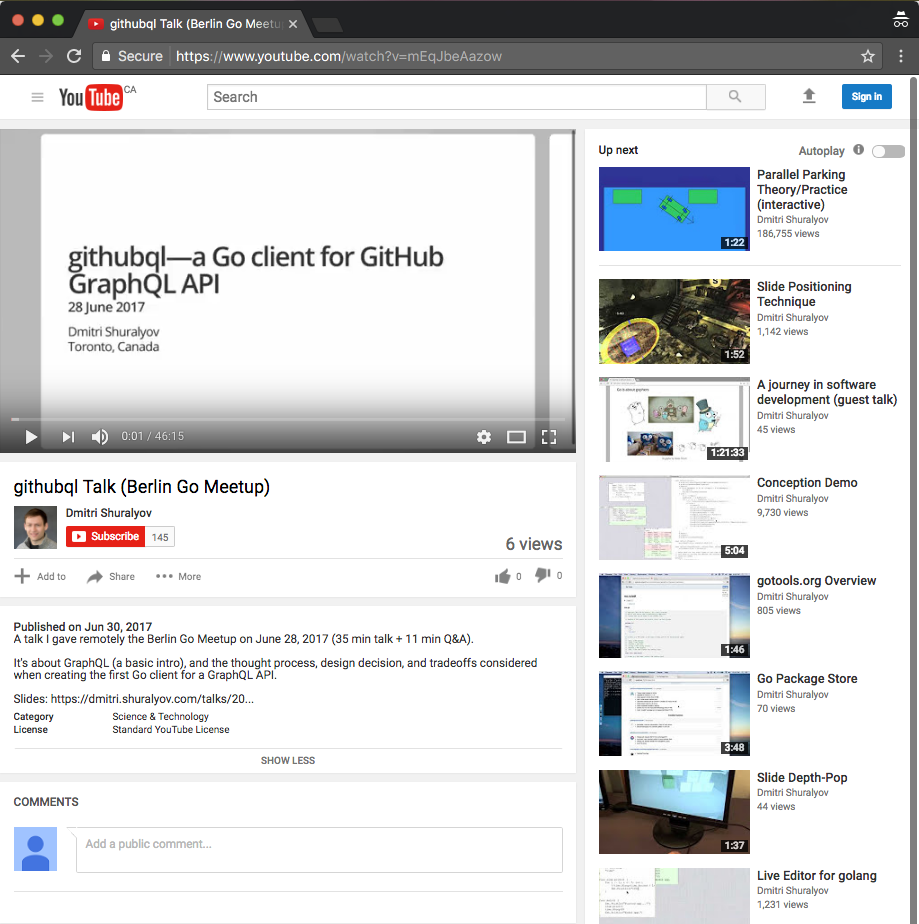 githubql Talk (Berlin Go Meetup
Secure
https://www.youtube.com/watch?v=mEqJbeAazow
YouTube CA
Search
Sign in
githubql—a Go client for GitHub
GraphQL API
28 June 2017
Dmitri Shuralyov
Toronto, Canada
0:01 / 46:15
githubql Talk (Berlin Go Meetup)
Dmitri Shuralyov
Subscribe 145
6 views
Add to Share More 0 0
Published on Jun 30, 2017
A talk I gave remotely the Berlin Go Meetup on June 28, 2017 (35 min talk + 11 min Q&A).
It's about GraphQL (a basic intro), and the thought process, design decision, and tradeoffs considered
when creating the first Go client for a GraphQL API.
Slides: https://dmitri.shuralyov.com/talks/20...
Category Science & Technology
License Standard YouTube License
SHOW LESS
COMMENTS
Add a public comment...
Up next Autoplay
1:22
Parallel Parking
Theory/Practice
(interactive)
Dmitri Shuralyov
186,755 views
1:52
Slide Positioning
Technique
Dmitri Shuralyov
1,142 views
1:21:33
A journey in software
development (guest talk)
Dmitri Shuralyov
45 views
5:04
Conception Demo
Dmitri Shuralyov
9,730 views
1:46
gotools.org Overview
Dmitri Shuralyov
805 views
3:48
Go Package Store
Dmitri Shuralyov
70 views
1:37
Slide Depth-Pop
Dmitri Shuralyov
44 views
Live Editor for golang
Dmitri Shuralyov
1,231 views